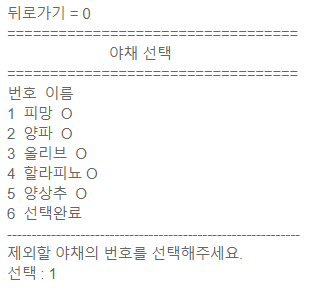 뒤로가기 = 0
==================================
야채 선택
==================================
번호 이름
1 피망 O
2 양파 O
3 올리브 O
4 할라피뇨 O
5 양상추 O
6 선택완료
------------------------------------------------------------
제외할 야채의 번호를 선택해주세요.
선택 : 1